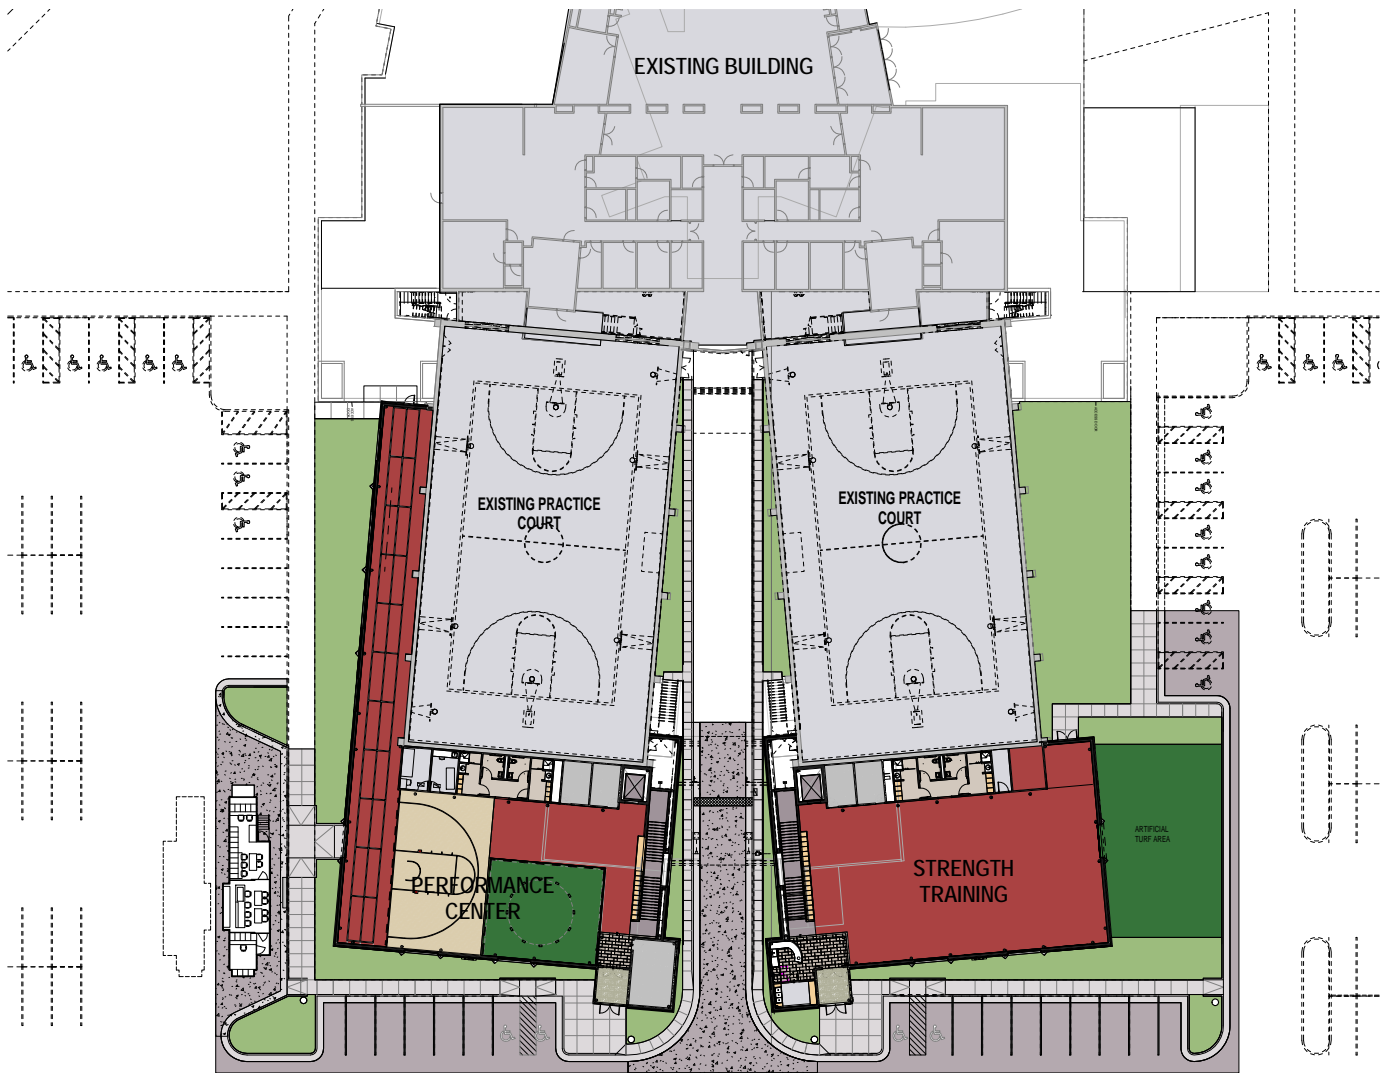 EXISTING BUILDING
EXISTING PRACTICE
COURT
EXISTING PRACTICE
COURT
ARTIFICIAL
TURF AREA
PERFORMANCE
CENTER
STRENGTH
TRAINING